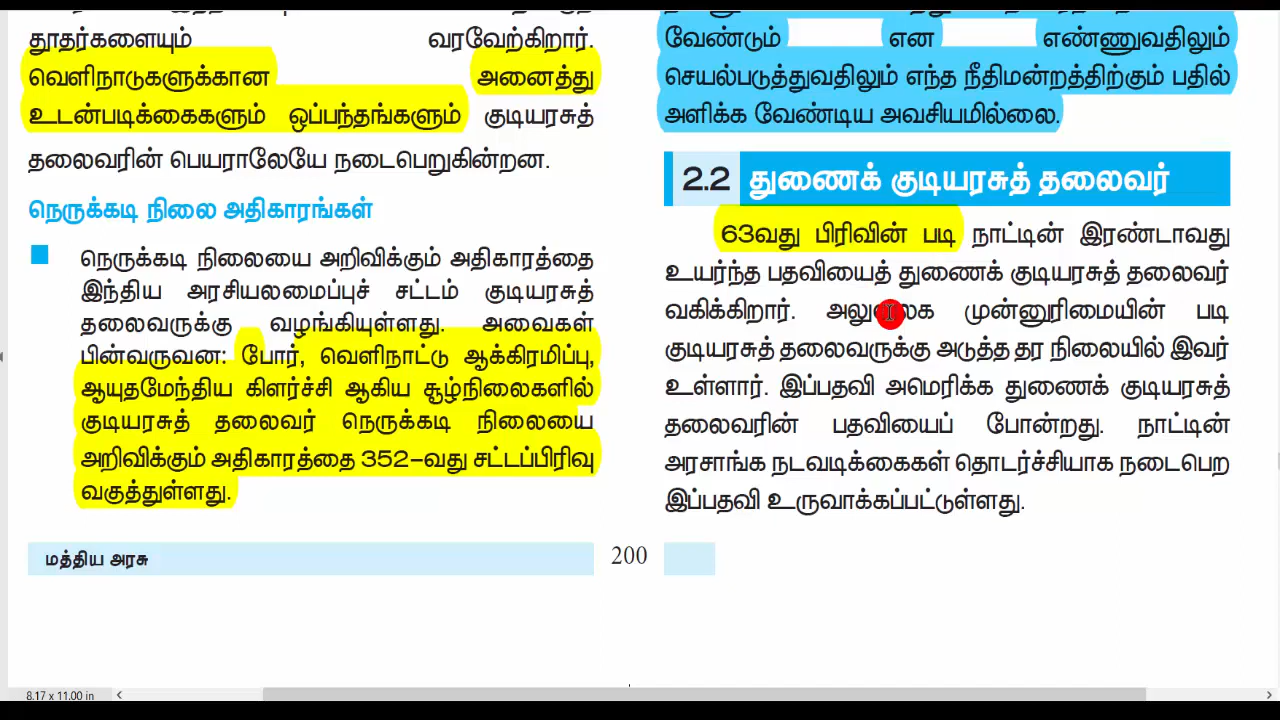 தூதர்களையும் வரவேற்கிறார்.
வெளிநாடுகளுக்கான அனைத்து
உடன்படிக்கைகளும் ஒப்பந்தங்களும் குடியரசுத்
தலைவரின் பெயராலேயே நடைபெறுகின்றன.
நெருக்கடி நிலை அதிகாரங்கள்
நெருக்கடி நிலையை அறிவிக்கும் அதிகாரத்தை
இந்திய அரசியலமைப்புச் சட்டம் குடியரசுத்
தலைவருக்கு வழங்கியுள்ளது. அவைகள்
பின்வருவன: போர், வெளிநாட்டு ஆக்கிரமிப்பு,
ஆயுதமேந்திய கிளர்ச்சி ஆகிய சூழ்நிலைகளில்
குடியரசுத் தலைவர் நெருக்கடி நிலையை
அறிவிக்கும் அதிகாரத்தை 352-வது சட்டப்பிரிவு
வகுத்துள்ளது.
வேண்டும் என எண்ணுவதிலும்
செயல்படுத்துவதிலும் எந்த நீதிமன்றத்திற்கும் பதில்
அளிக்க வேண்டிய அவசியமில்லை.
2.2 துணைக் குடியரசுத் தலைவர்
63வது பிரிவின் படி நாட்டின் இரண்டாவது
உயர்ந்த பதவியைத் துணைக் குடியரசுத் தலைவர்
வகிக்கிறார். முன்னுரிமையின் படி
குடியரசுத் தலைவருக்கு அடுத்த தர நிலையில் இவர்
உள்ளார். இப்பதவி அமெரிக்க துணைக் குடியரசுத்
தலைவரின் பதவியைப் போன்றது. நாட்டின்
அரசாங்க நடவடிக்கைகள் தொடர்ச்சியாக நடைபெற
இப்பதவி உருவாக்கப்பட்டுள்ளது.
மத்திய அரசு
200
8.17 x 11.00 in